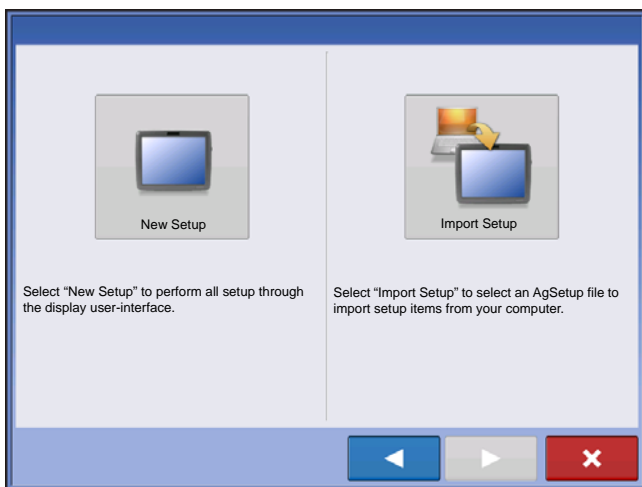 New Setup
Select “New Setup” to perform all setup through
the display user-interface.
Import Setup
Select “Import Setup” to select an AgSetup file to
import setup items from your computer.